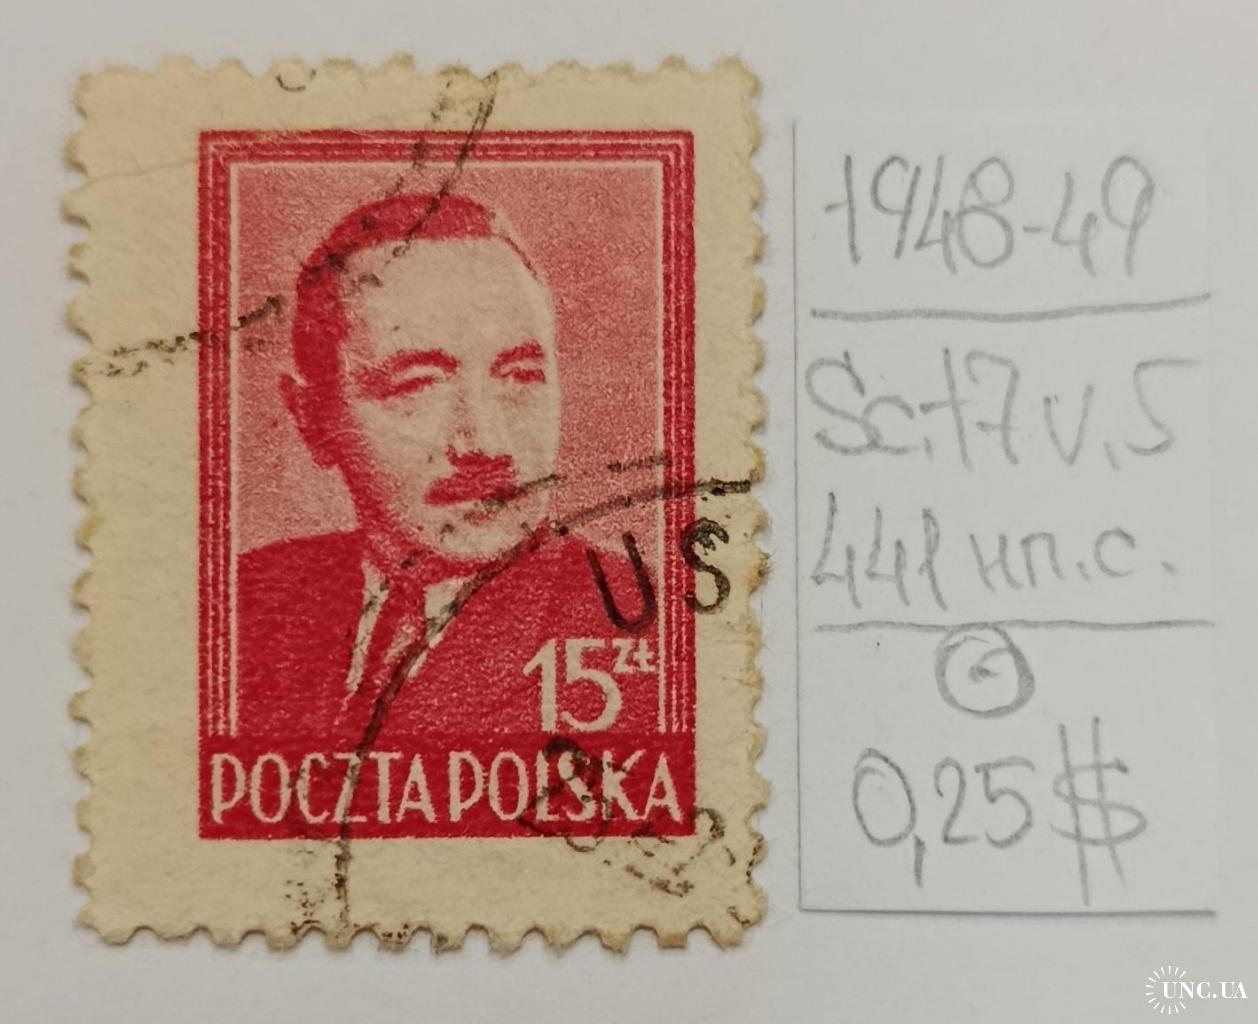 15 zł
POCZTA POLSKA
US
1948-49
Sc.17 v.5
441 нп.с.
0,25 $
UNC.UA